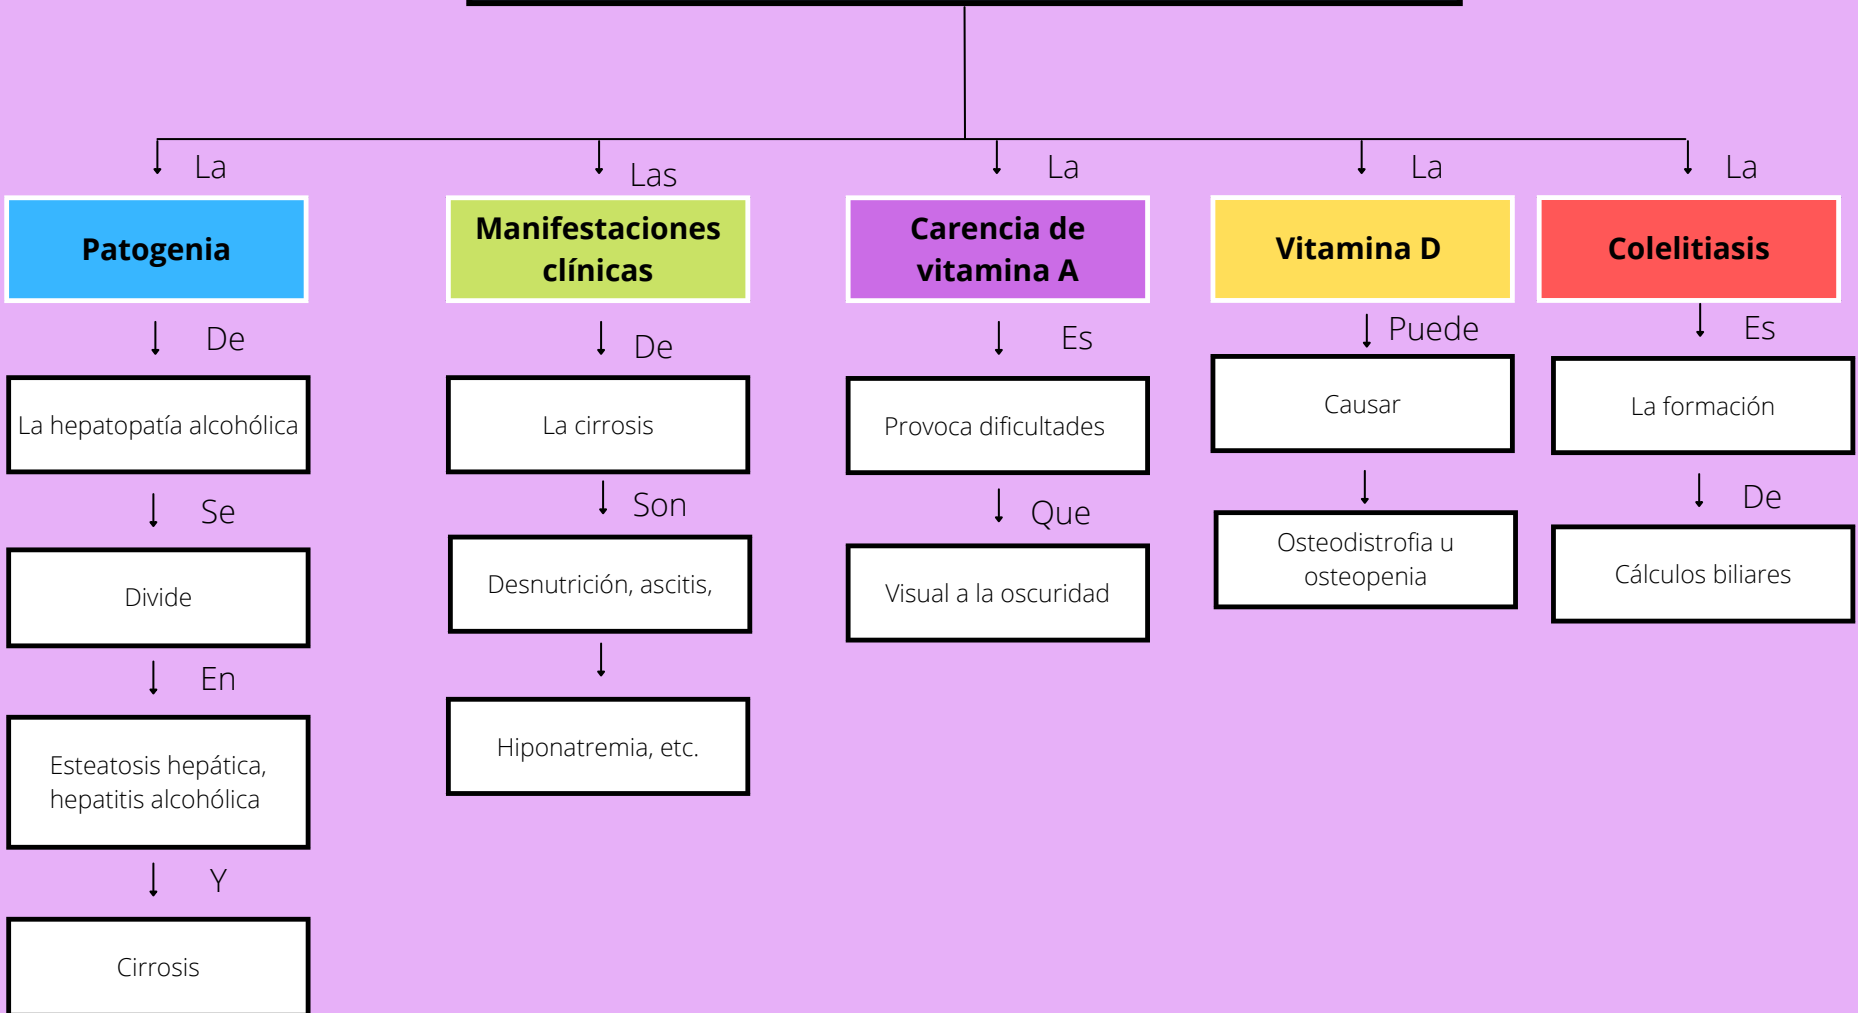 La
Patogenia
De
La hepatopatía alcohólica
Se
Divide
En
Esteatosis hepática,
hepatitis alcohólica
Y
Cirrosis
Las
Manifestaciones
clínicas
De
La cirrosis
Son
Desnutrición, ascitis,
Hiponatremia, etc.
La
Carencia de
vitamina A
Es
Provoca dificultades
Que
Visual a la oscuridad
La
Vitamina D
Puede
Causar
Osteodistrofia u
osteopenia
La
Colelitiasis
Es
La formación
De
Cálculos biliares